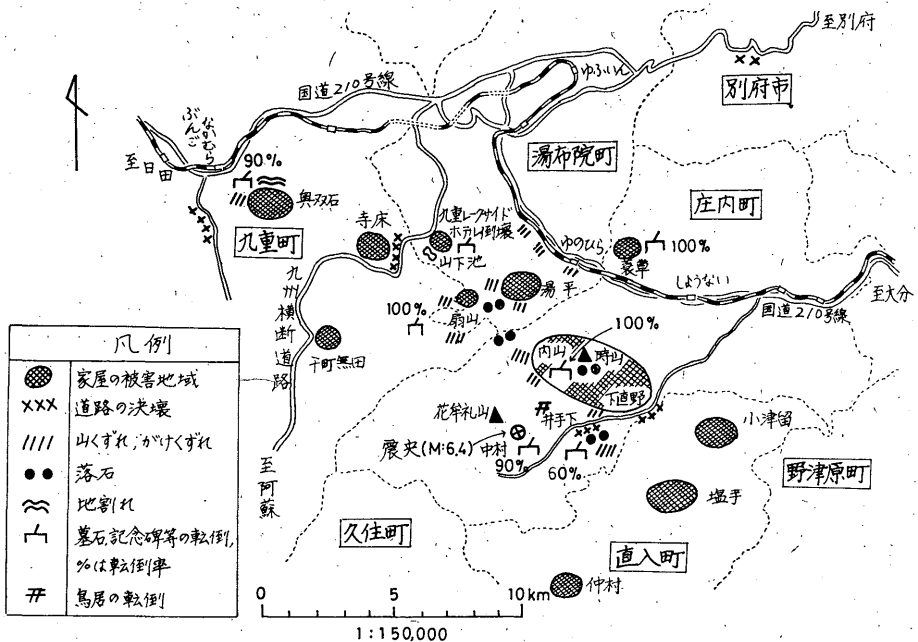 至別府
国道210号線
ゆふいん
別府市
ぶんご
なかむら
至日田
90%
奥双石
湯布院町
庄内町
九重町
寺床
九重レークサイド
ホテル倒壊
山下池
ゆのひら
100%
しょうない
至大分
国道210号線
湯平
扇山
100%
九州横断道路
千町無田
至阿蘇
100%
内山
時山
下直野
花牟礼山
井手下
震央(M:6,4)
中村
90%
60%
小津留
野津原町
塩手
久住町
直入町
仲村
凡例
家屋の被害地域
×××
道路の決壊
山くずれ,がけくずれ
落石
地割れ
墓石,記念碑等の転倒,
%は転倒率
鳥居の転倒
0 5 10km
1:150,000